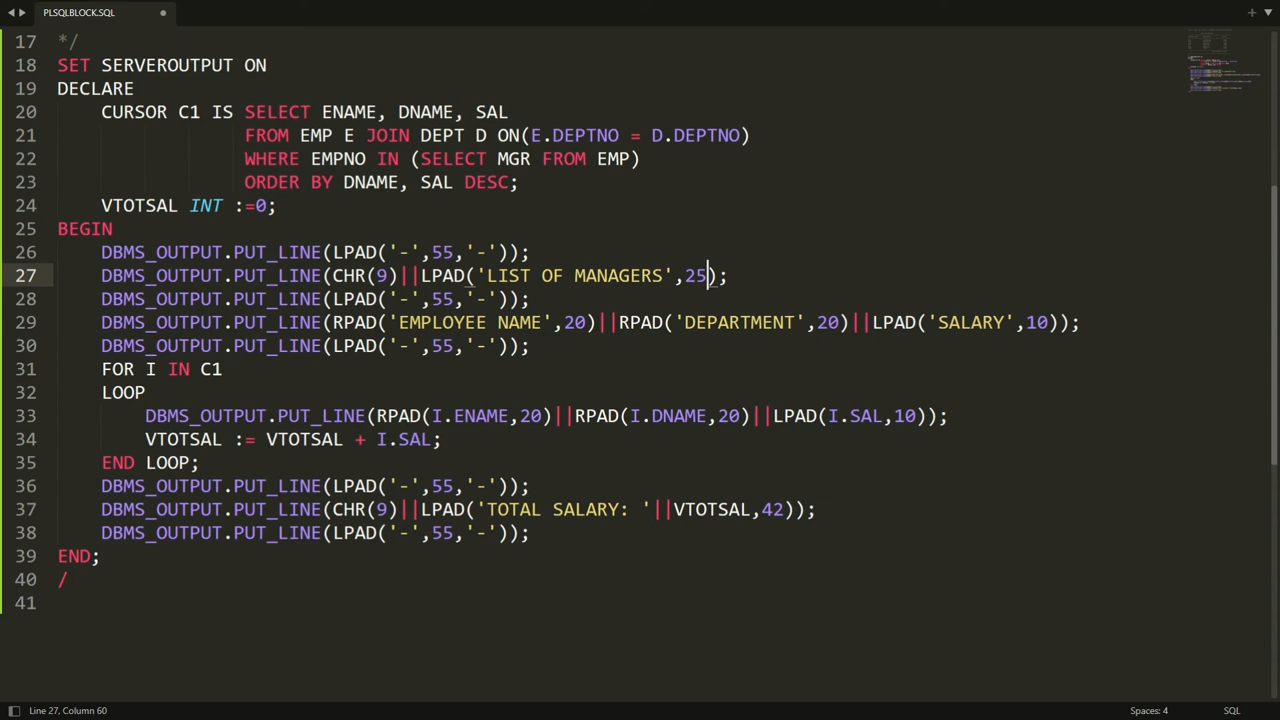 PLSQLBLOCK.SQL
17 */
18 SET SERVEROUTPUT ON
19 DECLARE
20     CURSOR C1 IS SELECT ENAME, DNAME, SAL
21                  FROM EMP E JOIN DEPT D ON(E.DEPTNO = D.DEPTNO)
22                  WHERE EMPNO IN (SELECT MGR FROM EMP)
23                  ORDER BY DNAME, SAL DESC;
24     VTOTSAL INT :=0;
25 BEGIN
26     DBMS_OUTPUT.PUT_LINE(LPAD('-',55,'-'));
27     DBMS_OUTPUT.PUT_LINE(CHR(9)||LPAD('LIST OF MANAGERS',25);
28     DBMS_OUTPUT.PUT_LINE(LPAD('-',55,'-'));
29     DBMS_OUTPUT.PUT_LINE(RPAD('EMPLOYEE NAME',20)||RPAD('DEPARTMENT',20)||LPAD('SALARY',10));
30     DBMS_OUTPUT.PUT_LINE(LPAD('-',55,'-'));
31     FOR I IN C1
32     LOOP
33         DBMS_OUTPUT.PUT_LINE(RPAD(I.ENAME,20)||RPAD(I.DNAME,20)||LPAD(I.SAL,10));
34         VTOTSAL := VTOTSAL + I.SAL;
35     END LOOP;
36     DBMS_OUTPUT.PUT_LINE(LPAD('-',55,'-'));
37     DBMS_OUTPUT.PUT_LINE(CHR(9)||LPAD('TOTAL SALARY: '||VTOTSAL,42));
38     DBMS_OUTPUT.PUT_LINE(LPAD('-',55,'-'));
39 END;
40 /
41
Line 27, Column 60 Spaces: 4 SQL